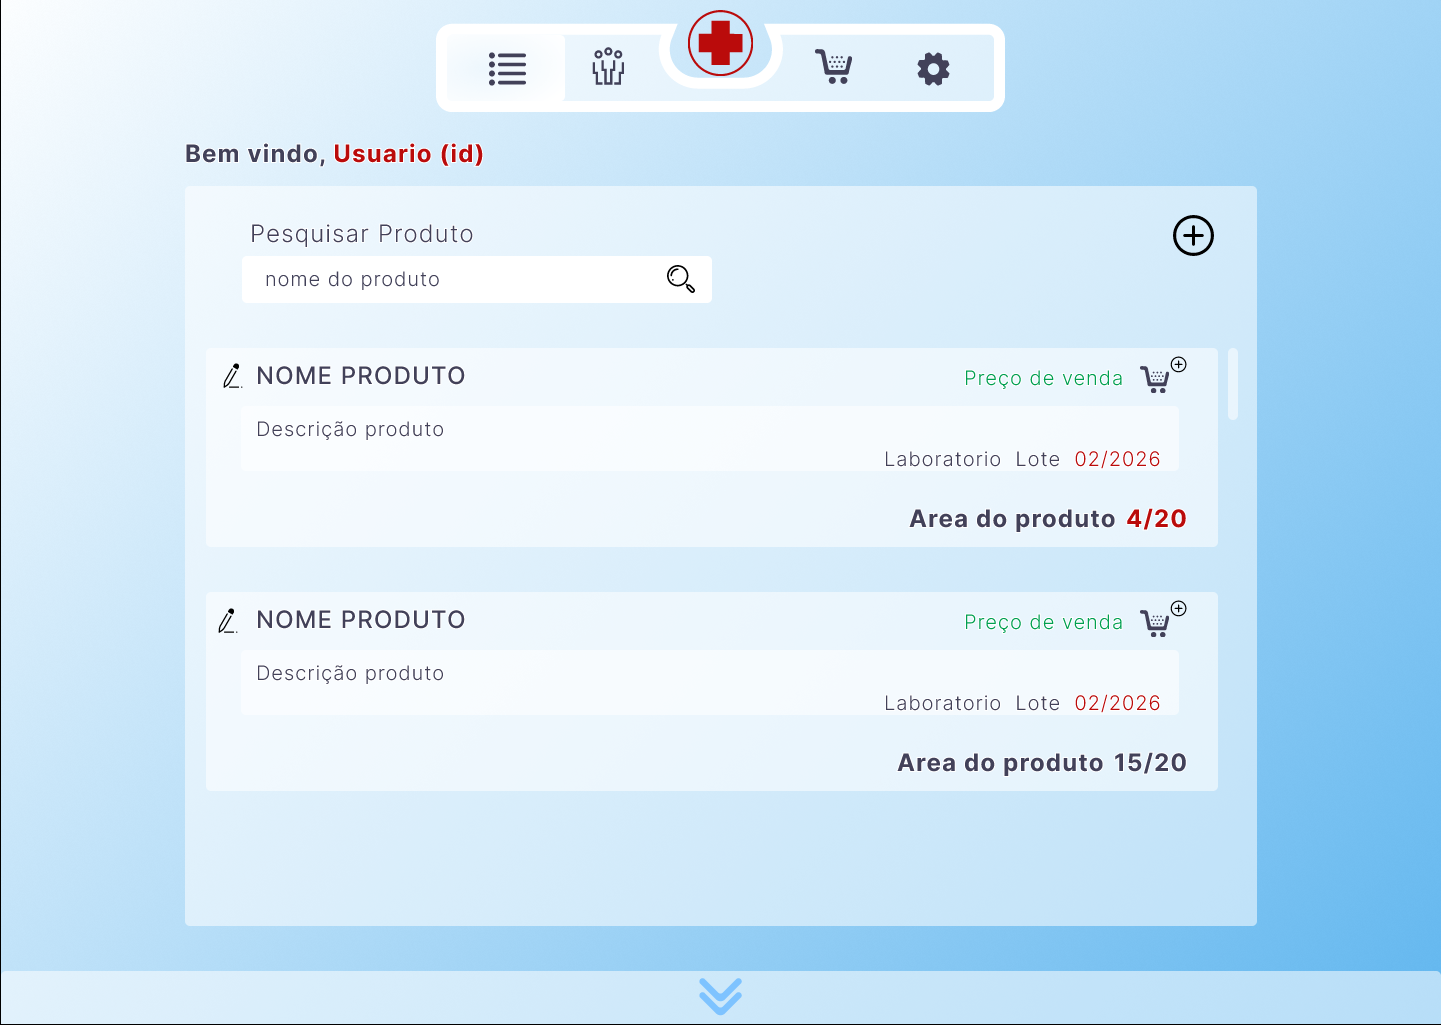 Bem vindo, Usuario (id)
Pesquisar Produto
nome do produto
NOME PRODUTO
Preço de venda
Descrição produto
Laboratorio Lote 02/2026
Area do produto 4/20
NOME PRODUTO
Preço de venda
Descrição produto
Laboratorio Lote 02/2026
Area do produto 15/20